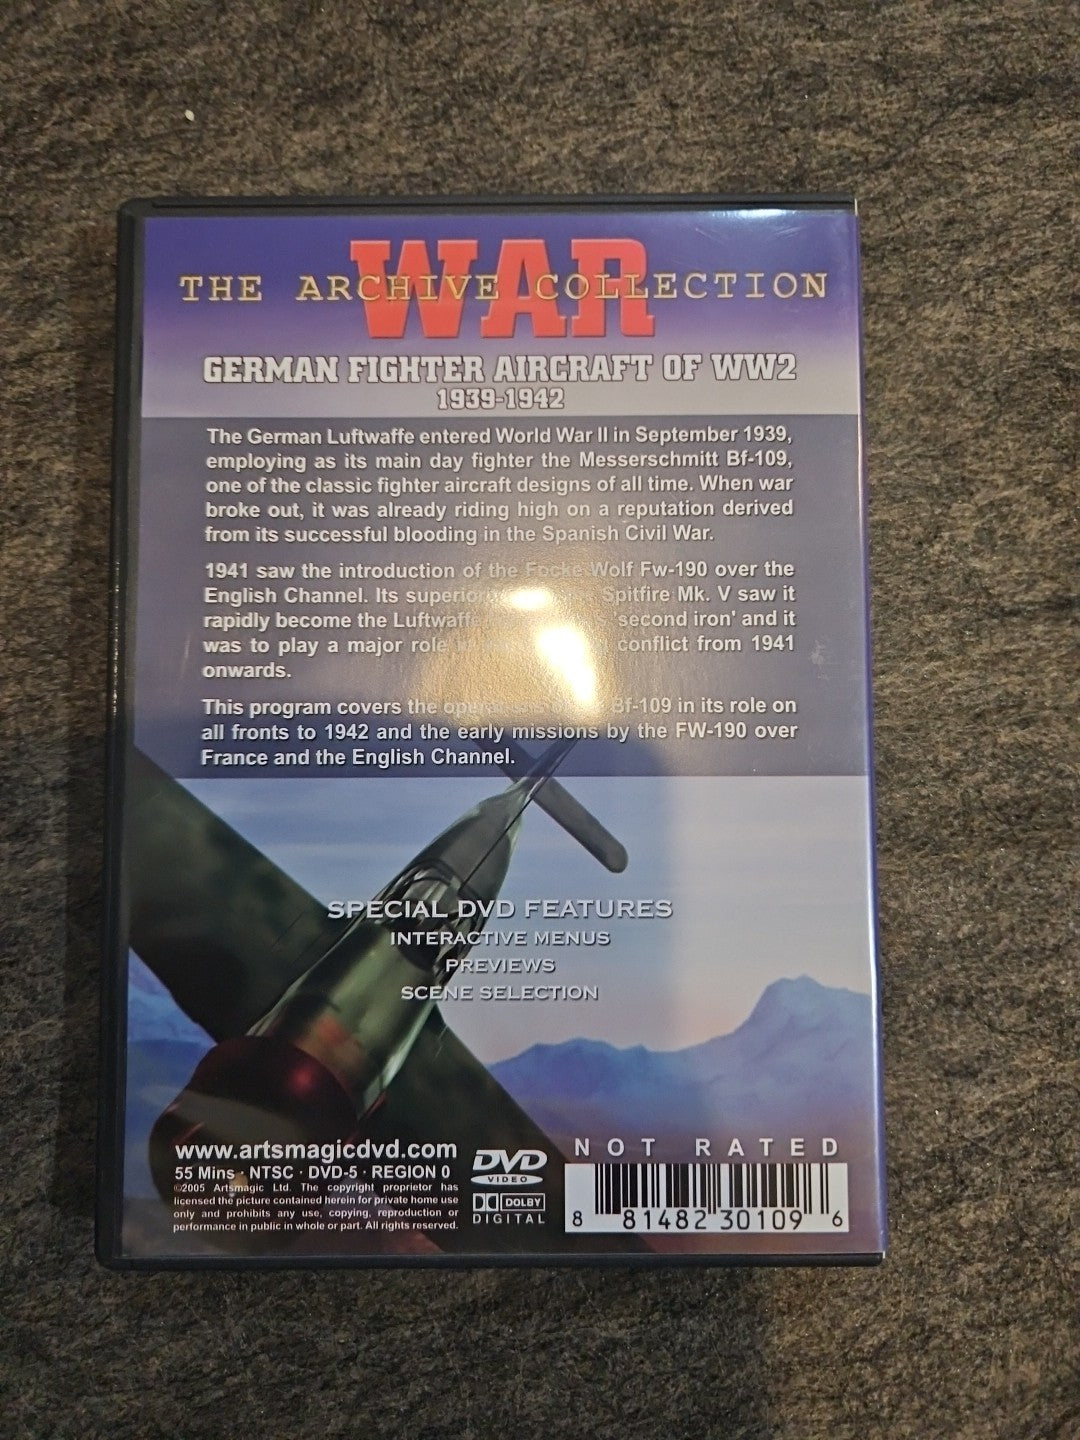 WAR
THE ARCHIVE COLLECTION
GERMAN FIGHTER AIRCRAFT OF WW2
1939-1942
The German Luftwaffe entered World War II in September 1939,
employing as its main day fighter the Messerschmitt Bf-109,
one of the classic fighter aircraft designs of all time. When war
broke out, it was already riding high on a reputation derived
from its successful blooding in the Spanish Civil War.
1941 saw the introduction of the Focke Wolf Fw-190 over the
English Channel. Its Spitfire Mk. V saw it
rapidly become the Luftwaffe 'second iron' and it
was to play a major role conflict from 1941
onwards.
This program covers the Bf-109 in its role on
all fronts to 1942 and the early missions by the FW-190 over
France and the English Channel.
SPECIAL DVD FEATURES
INTERACTIVE MENUS
PREVIEWS
SCENE SELECTION
www.artsmagicdvd.com
55 Mins · NTSC · DVD-5 · REGION 0
©2005 Artsmagic Ltd. The copyright proprietor has
licensed the picture contained herein for private home use
only and prohibits any use, copying, reproduction or
performance in public in whole or part. All rights reserved.
DVD
VIDEO
DOLBY
DIGITAL
NOT RATED
8 81482 30109 6